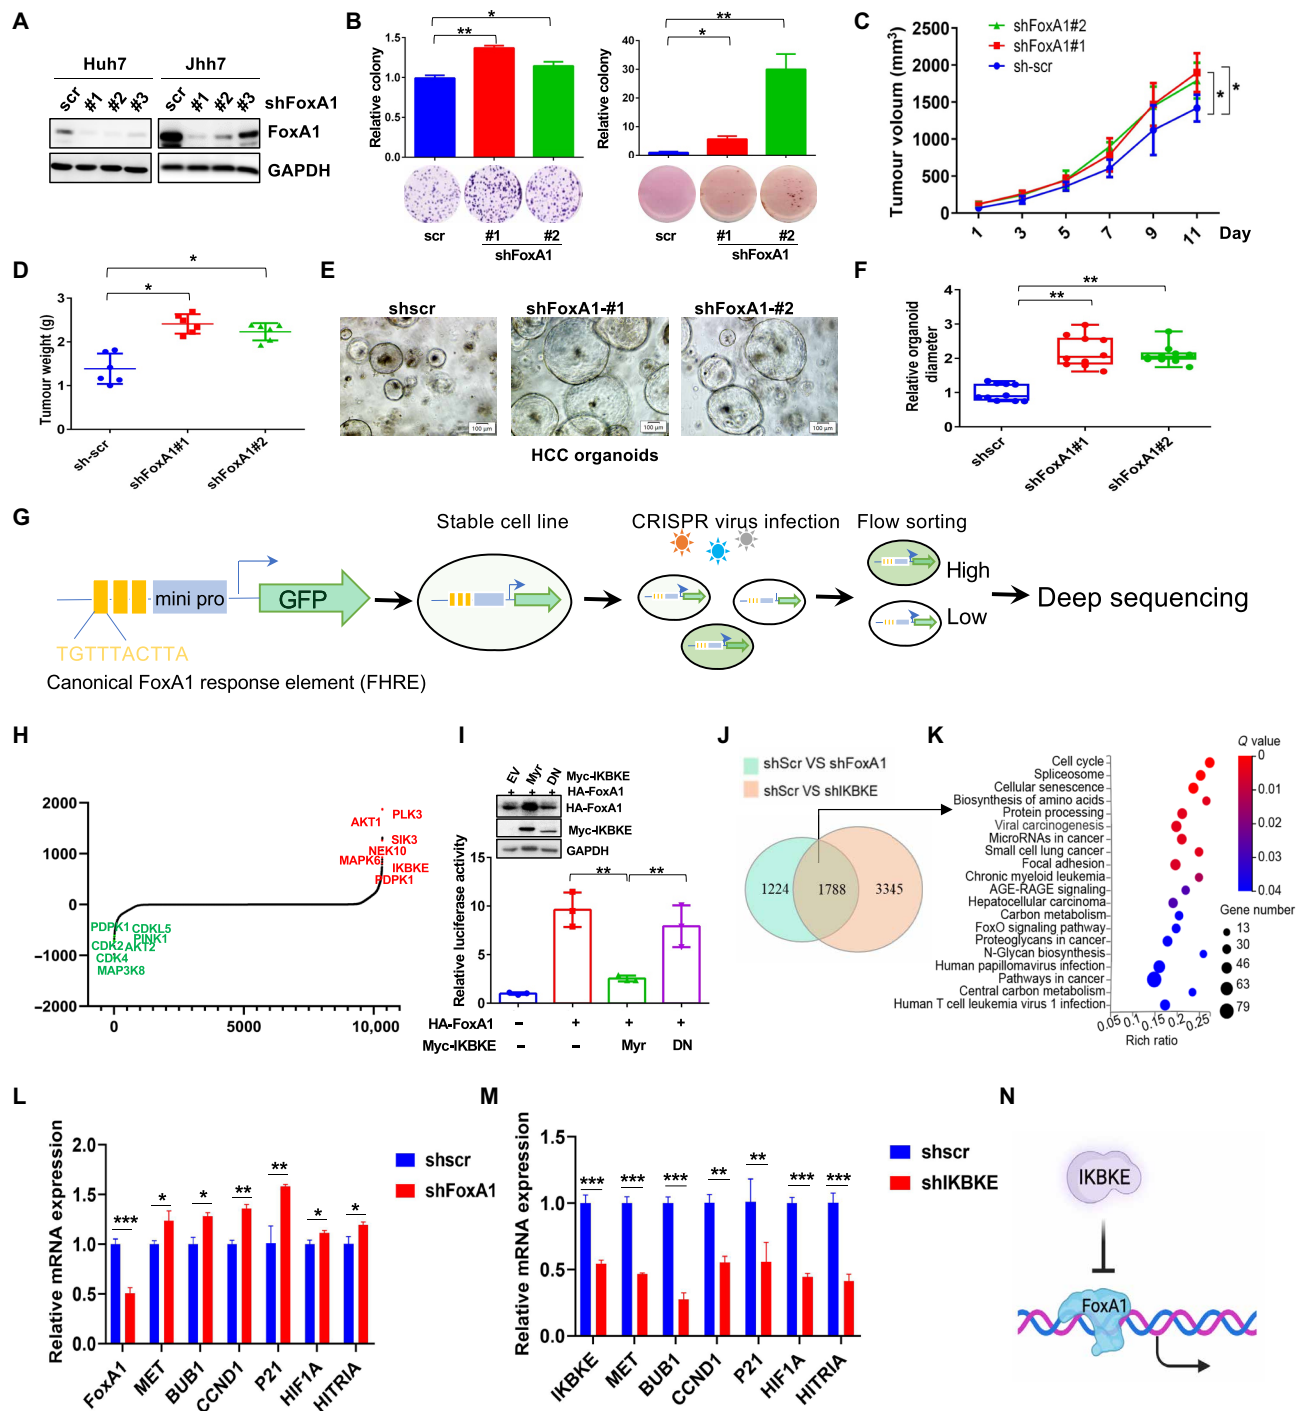 A
Huh7
Jhh7
scr
#1
#2
#3
scr
#1
#2
#3
shFoxA1
FoxA1
GAPDH
B
Relative colony
1.5
1.0
0.5
0.0
**
*
scr
#1
#2
shFoxA1
Relative colony
40
30
20
10
0
*
**
scr
#1
#2
shFoxA1
C
Tumour voloum (mm³)
2500
2000
1500
1000
500
0
shFoxA1#2
shFoxA1#1
sh-scr
*
*
1
3
5
7
9
11
Day
D
Tumour weight (g)
3
2
1
0
*
*
sh-scr
shFoxA1#1
shFoxA1#2
E
shscr
shFoxA1-#1
shFoxA1-#2
100 µm
100 µm
100 µm
HCC organoids
F
Relative organoid
diameter
4
3
2
1
0
**
**
shscr
shFoxA1#1
shFoxA1#2
G
Stable cell line
CRISPR virus infection
Flow sorting
mini pro
GFP
High
Low
Deep sequencing
TGTTTACTTA
Canonical FoxA1 response element (FHRE)
H
2000
1000
0
−1000
−2000
0
5000
10,000
PLK3
AKT1
SIK3
NEK10
MAPK6
IKBKE
PDPK1
PDPK1
CDKL5
PINK1
CDK2
AKT2
CDK4
MAP3K8
I
EV
Myr
DN
Myc-IKBKE
+ + + HA-FoxA1
HA-FoxA1
Myc-IKBKE
GAPDH
Relative luciferase activity
15
10
5
0
**
**
HA-FoxA1 − + + +
Myc-IKBKE − − Myr DN
J
shScr VS shFoxA1
shScr VS shIKBKE
1224
1788
3345
K
Cell cycle
Spliceosome
Cellular senescence
Biosynthesis of amino acids
Protein processing
Viral carcinogenesis
MicroRNAs in cancer
Small cell lung cancer
Focal adhesion
Chronic myeloid leukemia
AGE-RAGE signaling
Hepatocellular carcinoma
Carbon metabolism
FoxO signaling pathway
Proteoglycans in cancer
N-Glycan biosynthesis
Human papillomavirus infection
Pathways in cancer
Central carbon metabolism
Human T cell leukemia virus 1 infection
0.05
0.1
0.15
0.2
0.25
Rich ratio
Q value
0
0.01
0.02
0.03
0.04
Gene number
13
30
46
63
79
L
Relative mRNA expression
2.0
1.5
1.0
0.5
0.0
***
*
*
**
**
*
*
shscr
shFoxA1
FoxA1
MET
BUB1
CCND1
P21
HIF1A
HITRIA
M
Relative mRNA expression
1.5
1.0
0.5
0.0
***
***
***
**
**
***
***
shscr
shIKBKE
IKBKE
MET
BUB1
CCND1
P21
HIF1A
HITRIA
N
IKBKE
FoxA1